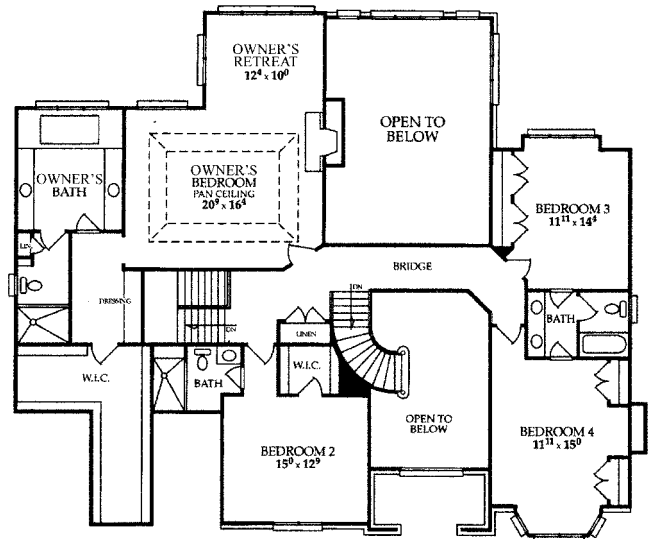 OWNER'S
RETREAT
12⁴ x 10⁰
OPEN TO
BELOW
OWNER'S
BEDROOM
PAN CEILING
20⁹ x 16⁴
OWNER'S
BATH
BEDROOM 3
11¹¹ x 14⁴
LIN
BRIDGE
DRESSING
DN
DN
LINEN
BATH
W.I.C.
BATH
W.I.C.
OPEN TO
BELOW
BEDROOM 2
15⁰ x 12⁹
BEDROOM 4
11¹¹ x 15⁰